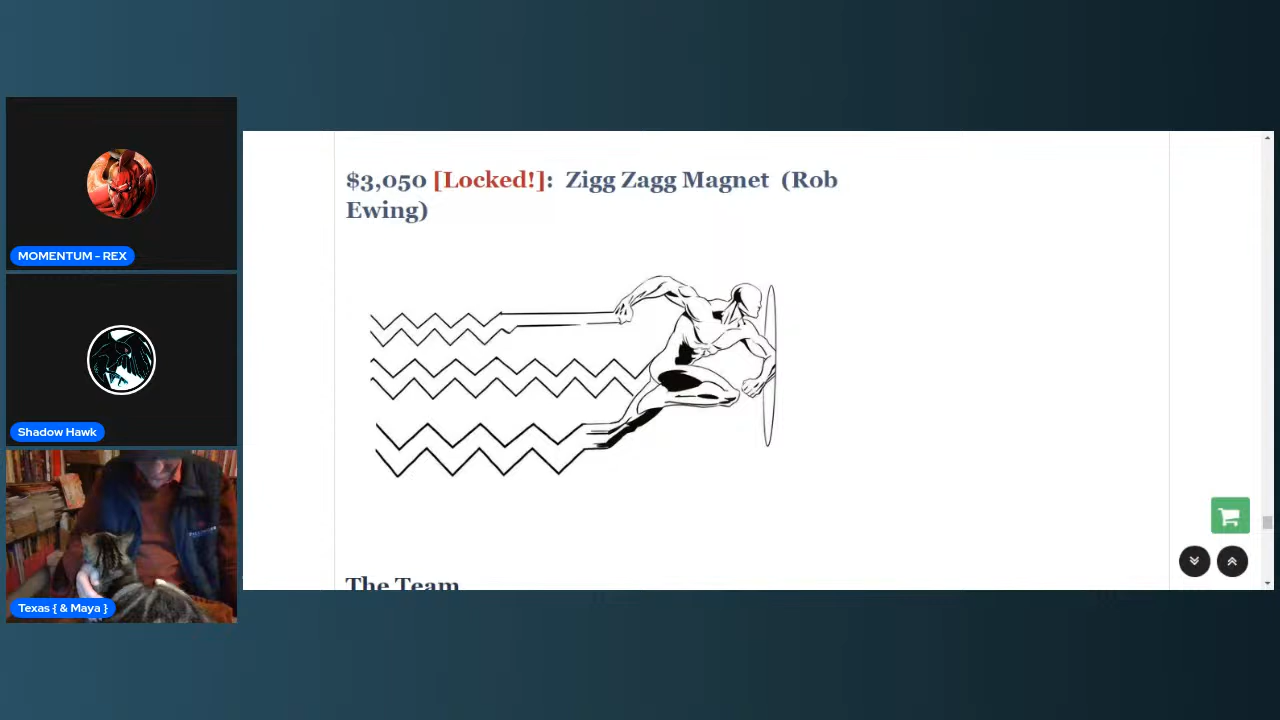 MOMENTUM - REX
Shadow Hawk
Texas { & Maya }
$3,050 [Locked!]:  Zigg Zagg Magnet  (Rob
Ewing)
The Team